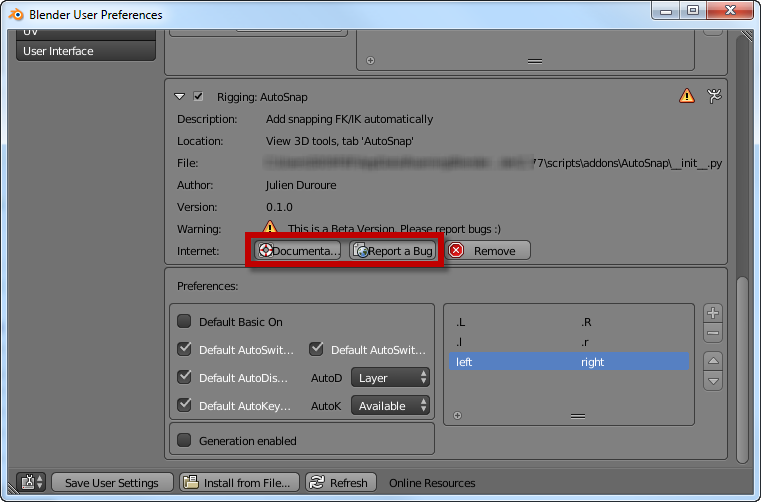 Blender User Preferences
UV
User Interface
Rigging: AutoSnap
Description: Add snapping FK/IK automatically
Location: View 3D tools, tab 'AutoSnap'
File: 77\scripts\addons\AutoSnap\__init__.py
Author: Julien Duroure
Version: 0.1.0
Warning: This is a Beta Version. Please report bugs :)
Internet: Documenta... Report a Bug Remove
Preferences:
Default Basic On
.L .R
.l .r
Default AutoSwit... Default AutoSwit...
left right
Default AutoDis... AutoD Layer
Default AutoKey... AutoK Available
Generation enabled
Save User Settings Install from File... Refresh Online Resources